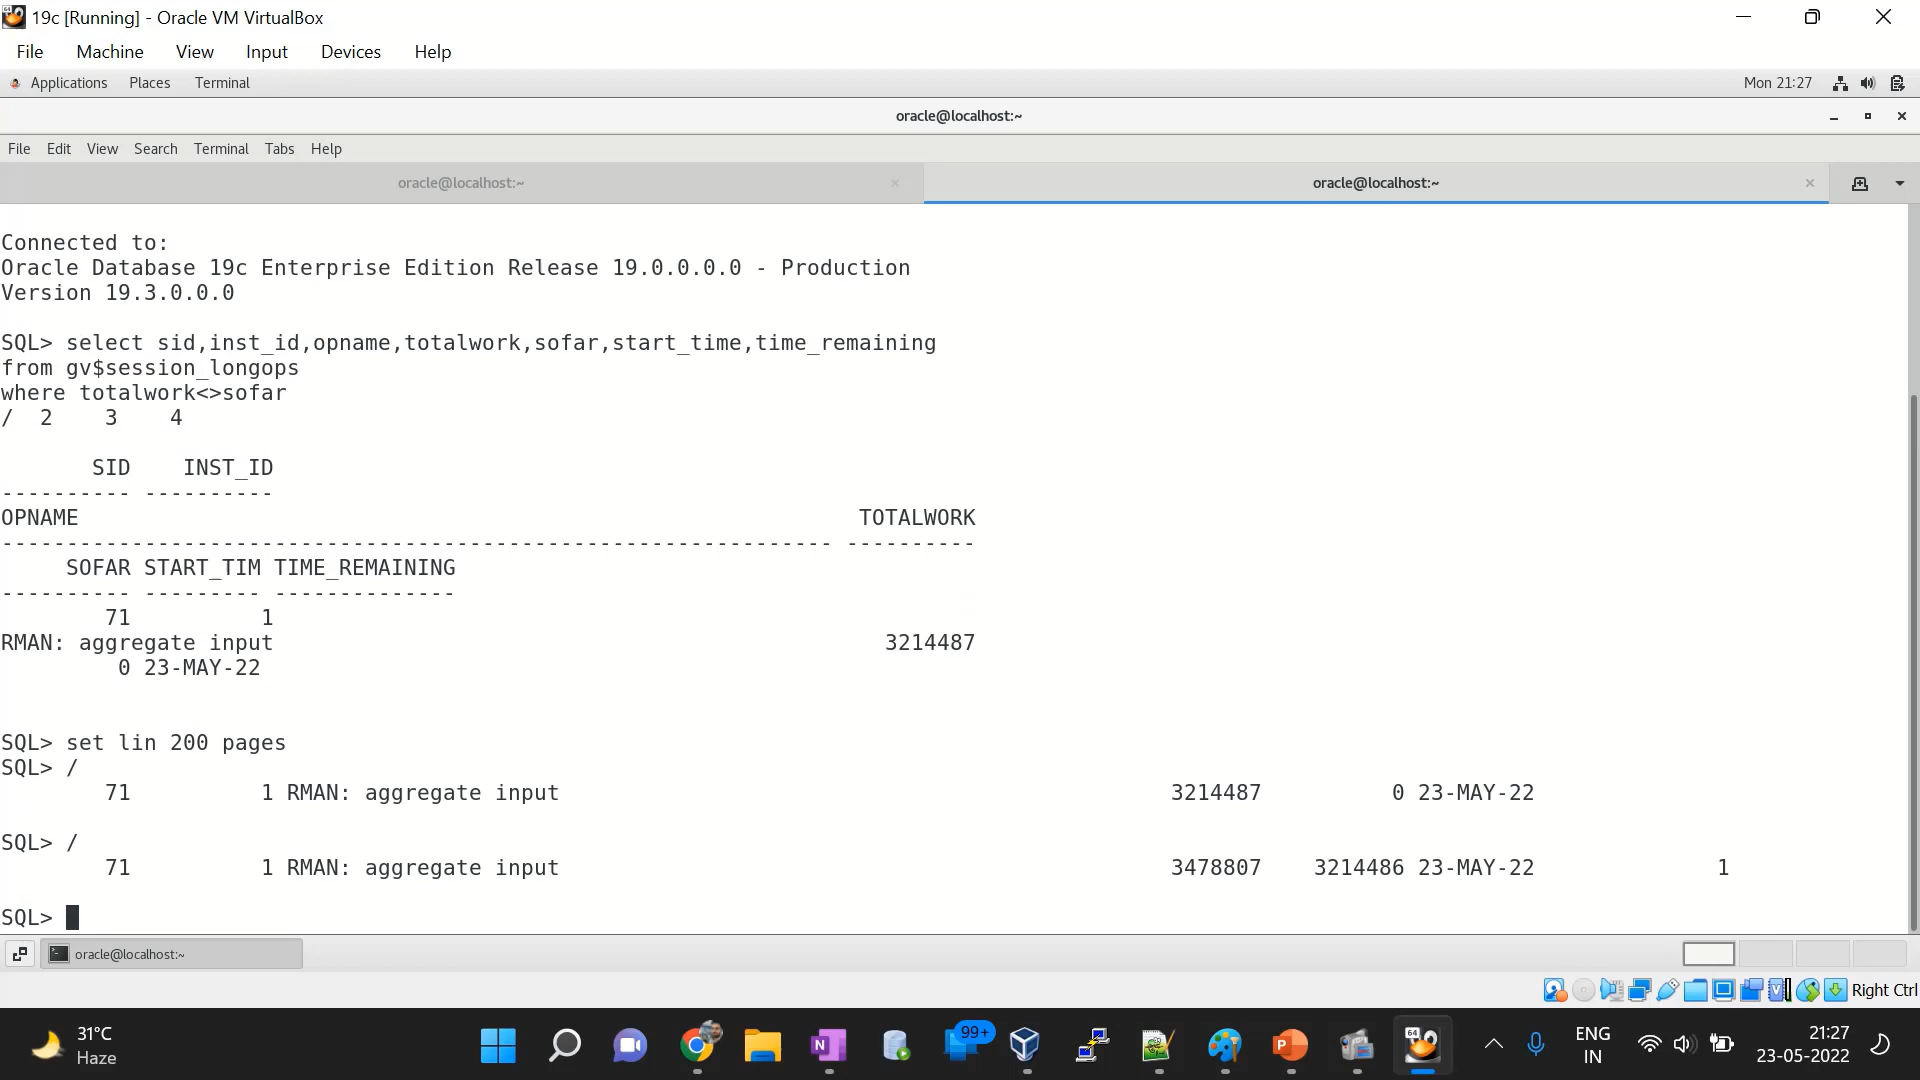 19c [Running] - Oracle VM VirtualBox
File Machine View Input Devices Help
Applications Places Terminal Mon 21:27
oracle@localhost:~
File Edit View Search Terminal Tabs Help
oracle@localhost:~ oracle@localhost:~
Connected to:
Oracle Database 19c Enterprise Edition Release 19.0.0.0.0 - Production
Version 19.3.0.0.0
SQL> select sid,inst_id,opname,totalwork,sofar,start_time,time_remaining
from gv$session_longops
where totalwork<>sofar
/ 2 3 4
SID INST_ID
---------- ----------
OPNAME TOTALWORK
---------------------------------------------------------------- ----------
SOFAR START_TIM TIME_REMAINING
---------- --------- --------------
71 1
RMAN: aggregate input 3214487
0 23-MAY-22
SQL> set lin 200 pages
SQL> /
71 1 RMAN: aggregate input 3214487 0 23-MAY-22
SQL> /
71 1 RMAN: aggregate input 3478807 3214486 23-MAY-22 1
SQL>
oracle@localhost:~
Right Ctrl
31°C
Haze
99+
64
ENG
IN
21:27
23-05-2022